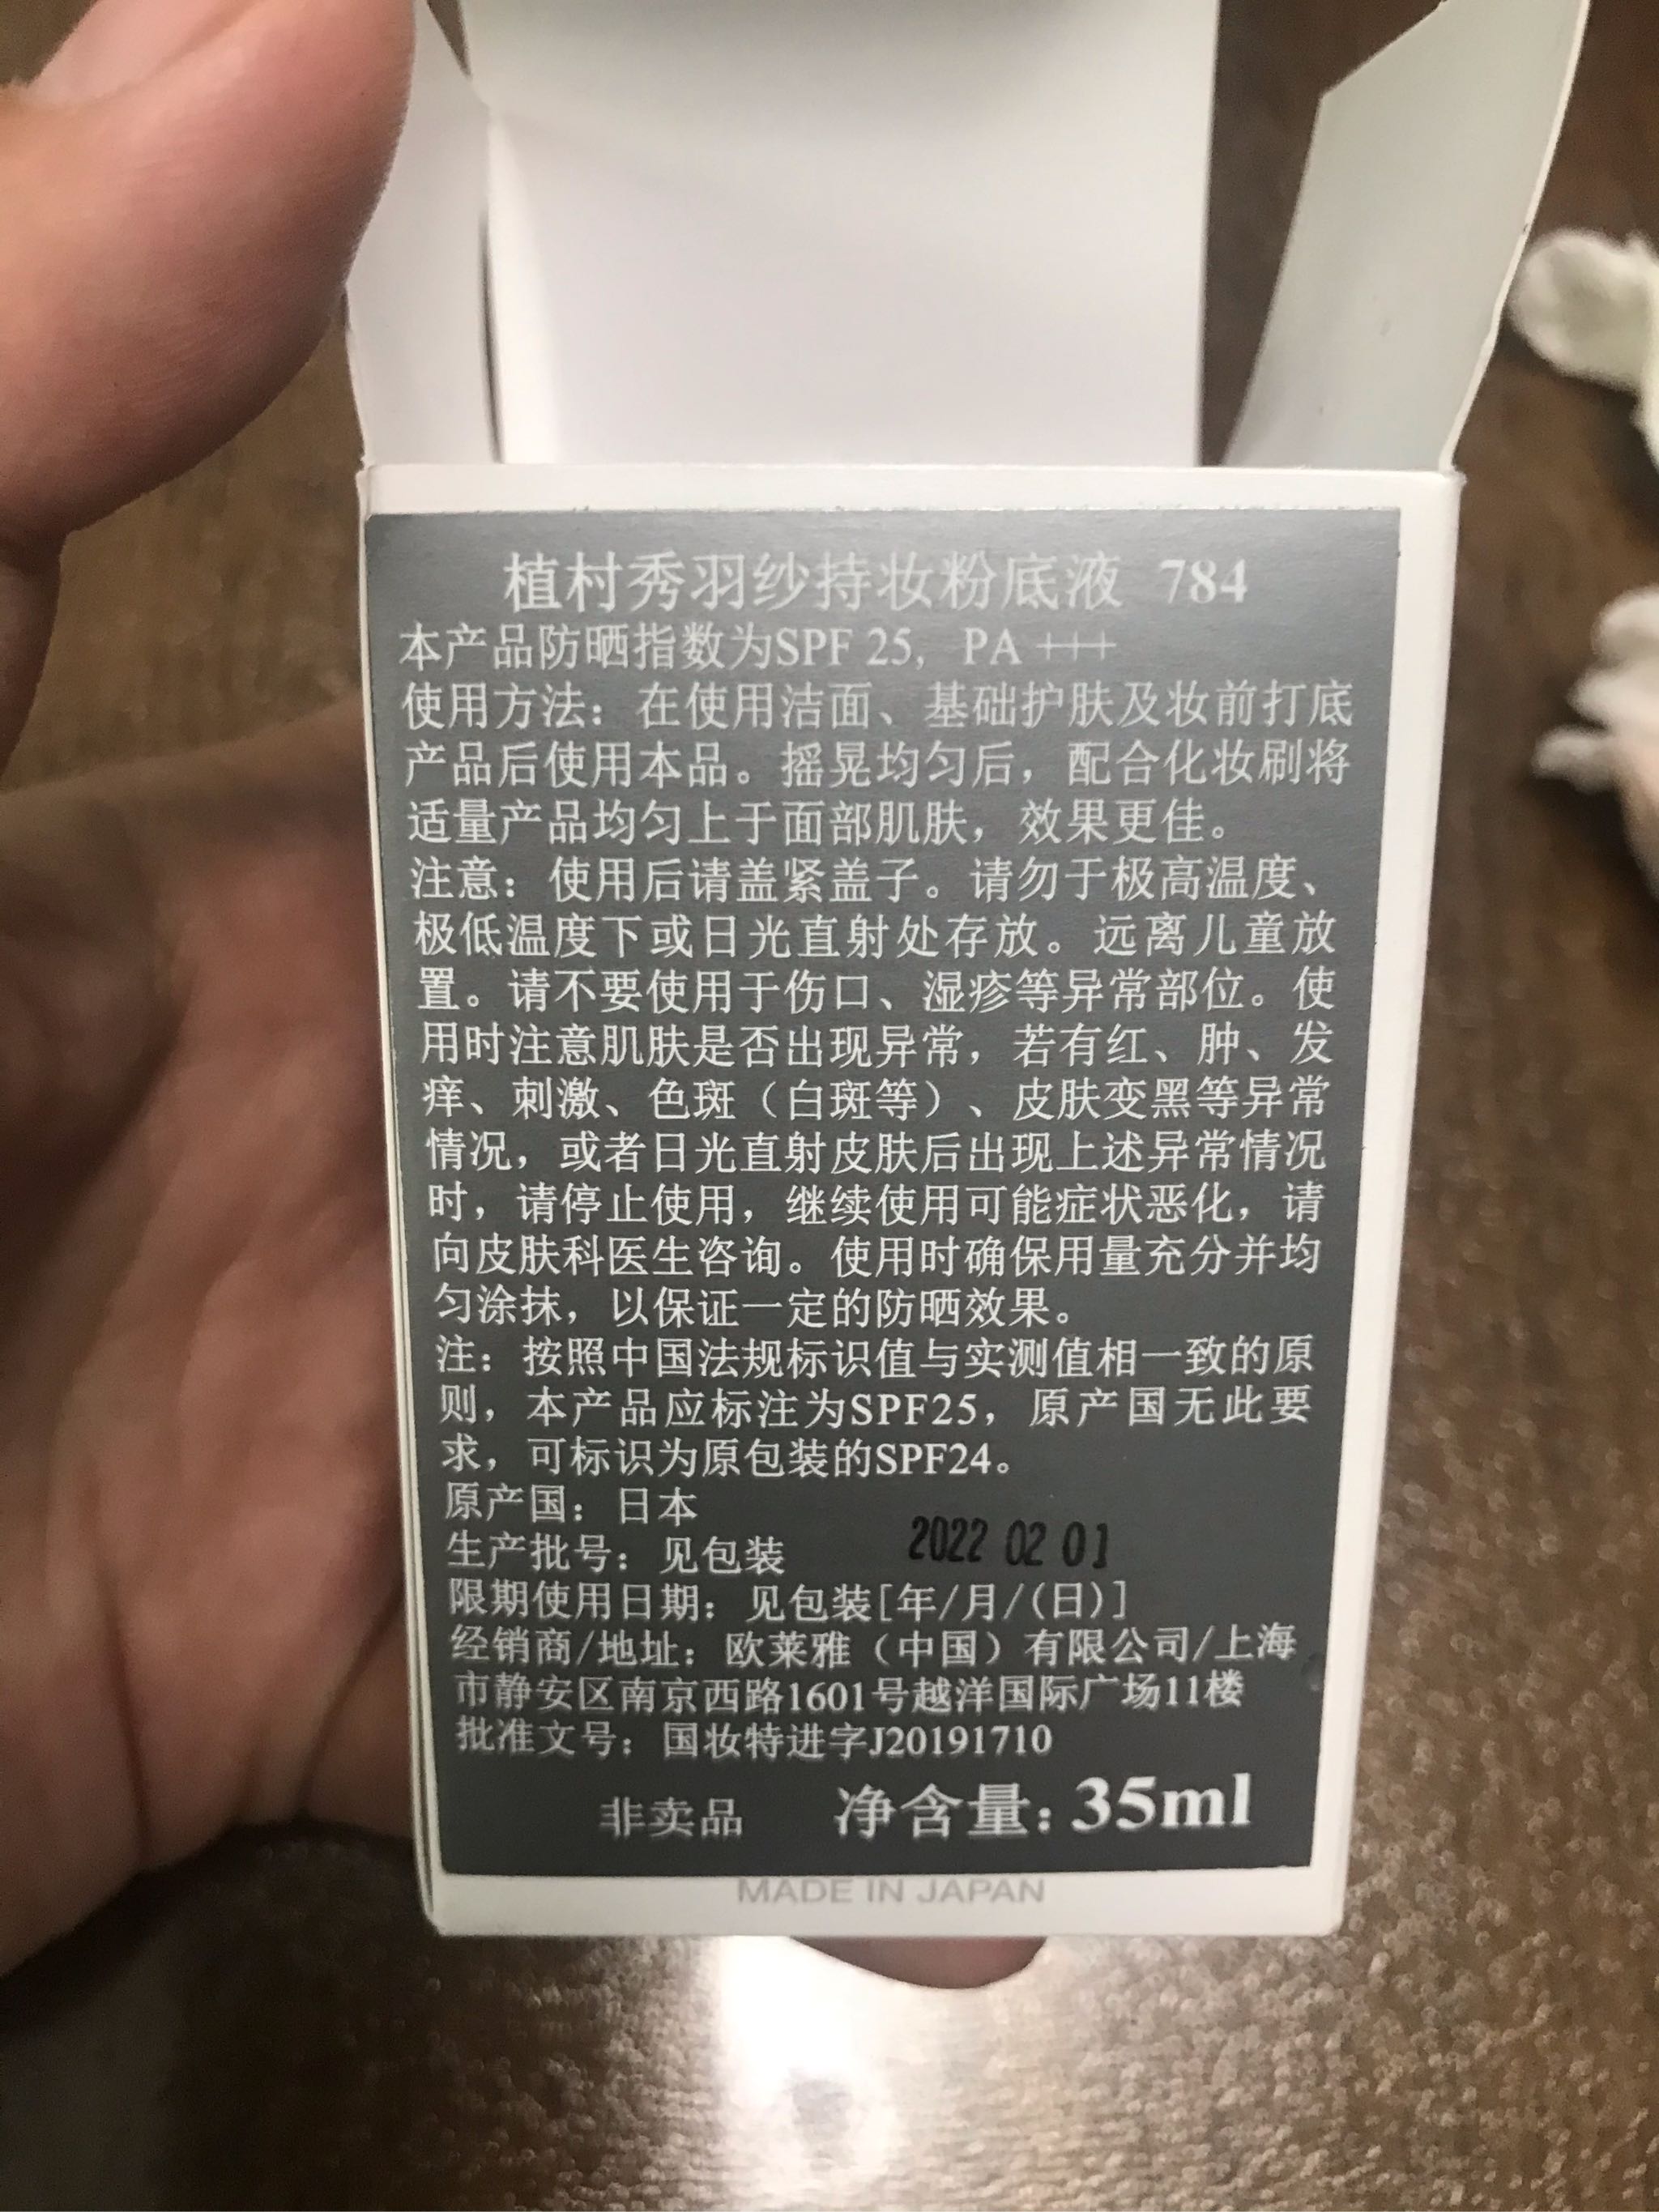 植村秀羽纱持妆粉底液 784
本产品防晒指数为SPF 25, PA +++
使用方法：在使用洁面、基础护肤及妆前打底
产品后使用本品。摇晃均匀后，配合化妆刷将
适量产品均匀上于面部肌肤，效果更佳。
注意：使用后请盖紧盖子。请勿于极高温度、
极低温度下或日光直射处存放。远离儿童放
置。请不要使用于伤口、湿疹等异常部位。使
用时注意肌肤是否出现异常，若有红、肿、发
痒、刺激、色斑（白斑等）、皮肤变黑等异常
情况，或者日光直射皮肤后出现上述异常情况
时，请停止使用，继续使用可能症状恶化，请
向皮肤科医生咨询。使用时确保用量充分并均
匀涂抹，以保证一定的防晒效果。
注：按照中国法规标识值与实测值相一致的原
则，本产品应标注为SPF25，原产国无此要
求，可标识为原包装的SPF24。
原产国：日本
生产批号：见包装 2022 02 01
限期使用日期：见包装[年/月/(日)]
经销商/地址：欧莱雅（中国）有限公司/上海
市静安区南京西路1601号越洋国际广场11楼
批准文号：国妆特进字J20191710
非卖品 净含量：35ml
MADE IN JAPAN